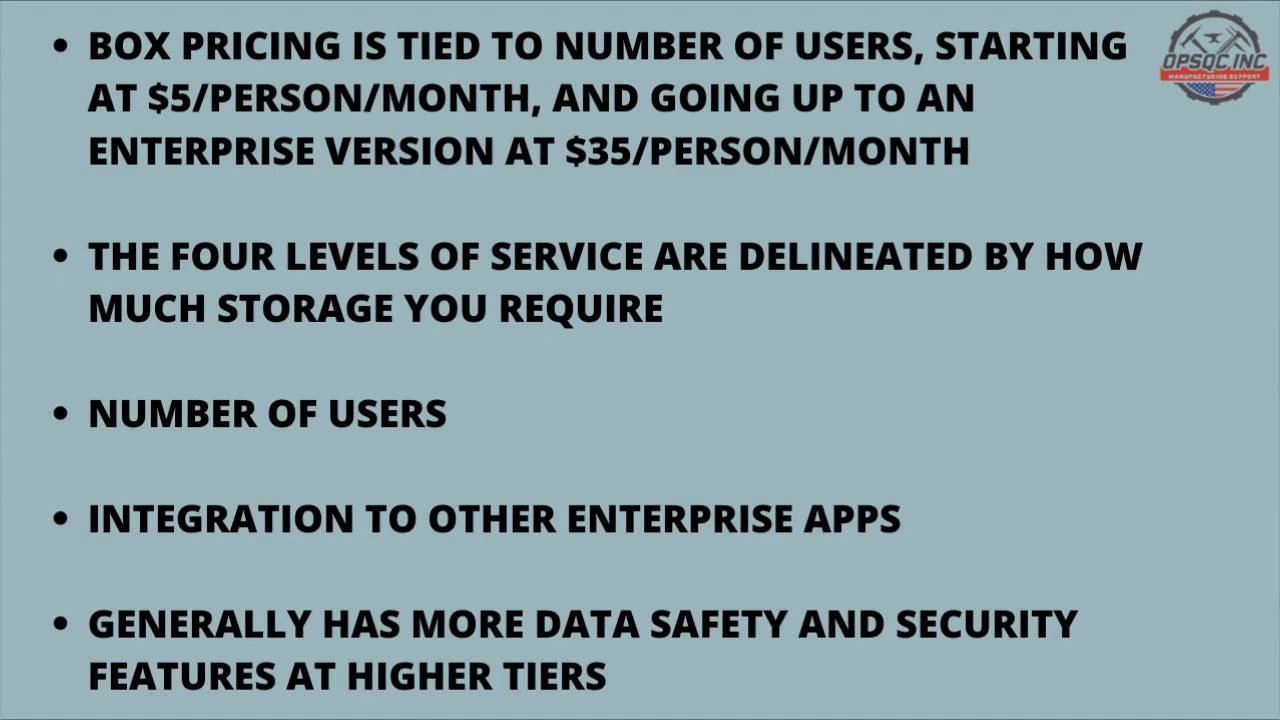 • BOX PRICING IS TIED TO NUMBER OF USERS, STARTING
AT $5/PERSON/MONTH, AND GOING UP TO AN
ENTERPRISE VERSION AT $35/PERSON/MONTH
• THE FOUR LEVELS OF SERVICE ARE DELINEATED BY HOW
MUCH STORAGE YOU REQUIRE
• NUMBER OF USERS
• INTEGRATION TO OTHER ENTERPRISE APPS
• GENERALLY HAS MORE DATA SAFETY AND SECURITY
FEATURES AT HIGHER TIERS
OPSQC INC
MANUFACTURING SUPPORT